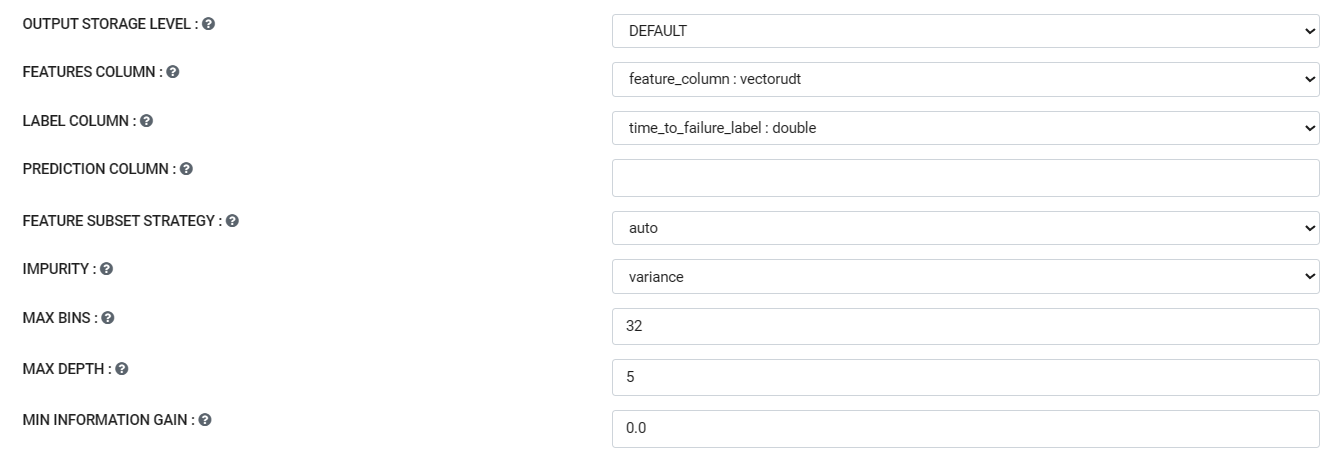 OUTPUT STORAGE LEVEL : DEFAULT
FEATURES COLUMN : feature_column : vectorudt
LABEL COLUMN : time_to_failure_label : double
PREDICTION COLUMN :
FEATURE SUBSET STRATEGY : auto
IMPURITY : variance
MAX BINS : 32
MAX DEPTH : 5
MIN INFORMATION GAIN : 0.0